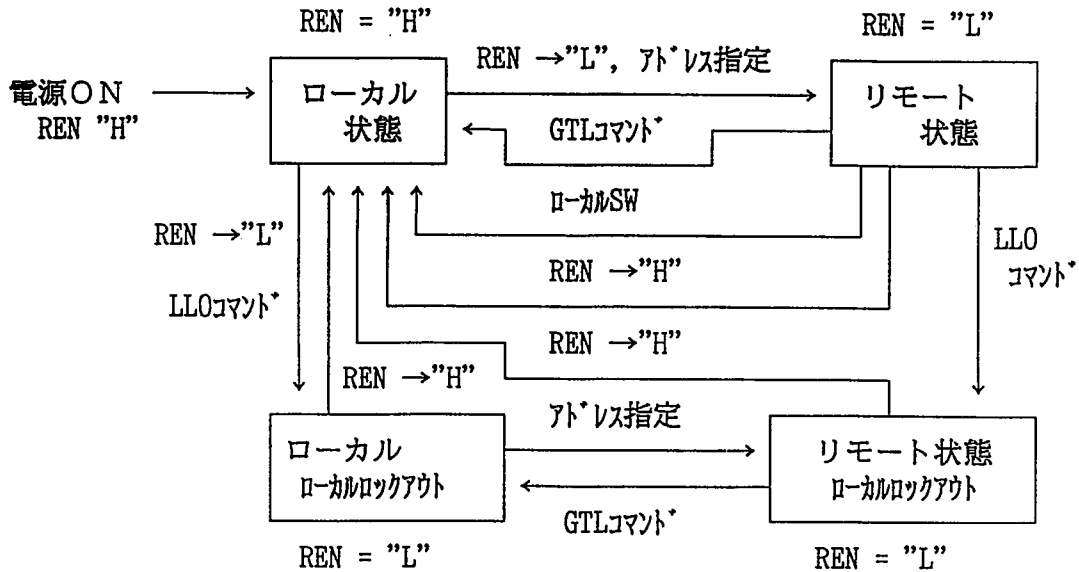 REN = "H"
REN = "L"
REN →"L", アドレス指定
電源ON
REN "H"
ローカル
状態
リモート
状態
GTLコマンド
ローカルSW
REN →"L"
LLOコマンド
REN →"H"
LLO
コマンド
REN →"H"
REN →"H"
アドレス指定
ローカル
ローカルロックアウト
リモート状態
ローカルロックアウト
GTLコマンド
REN = "L"
REN = "L"